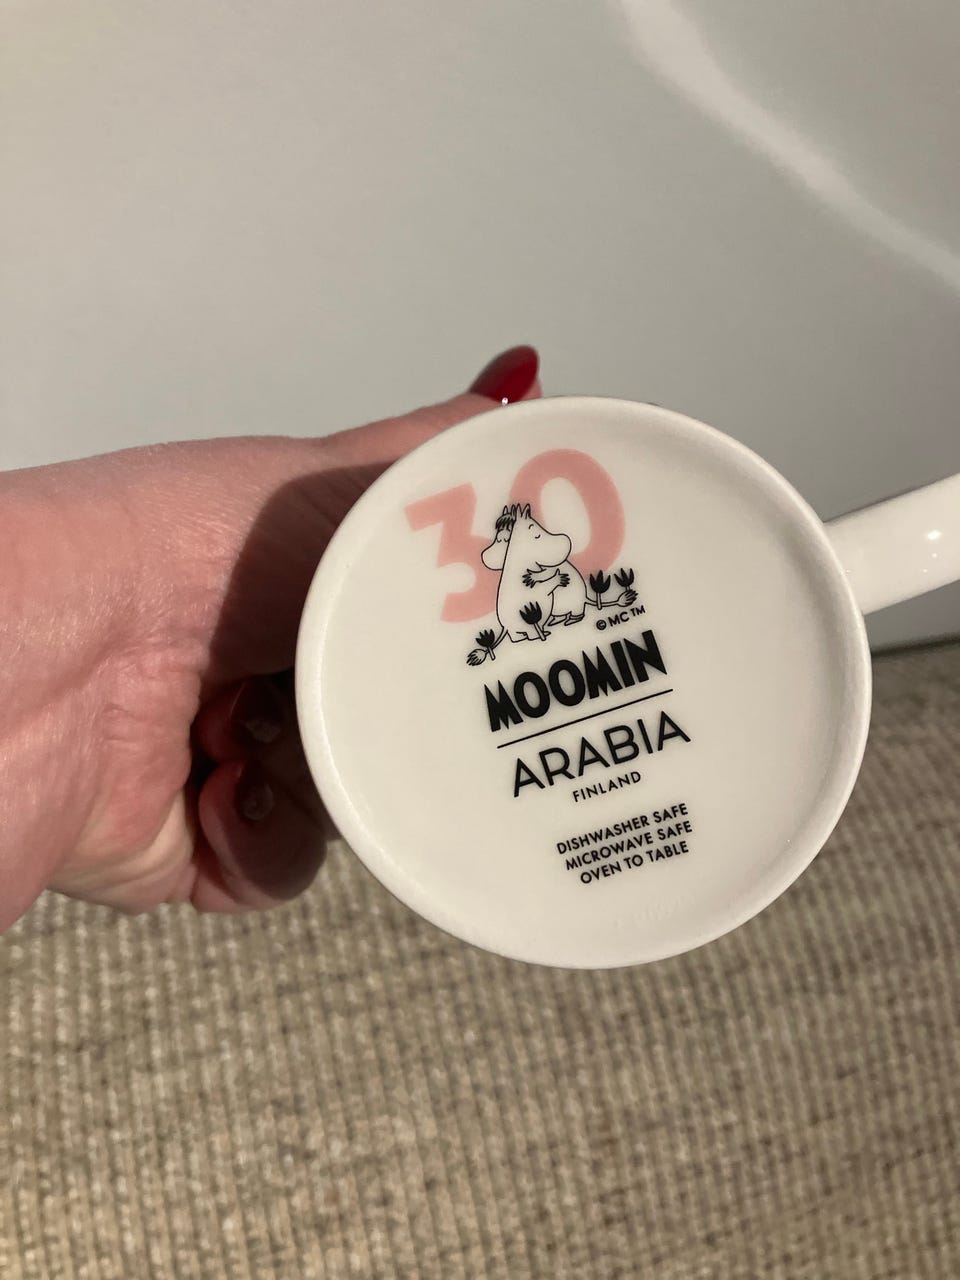 30
© MC™
MOOMIN
ARABIA
FINLAND
DISHWASHER SAFE
MICROWAVE SAFE
OVEN TO TABLE